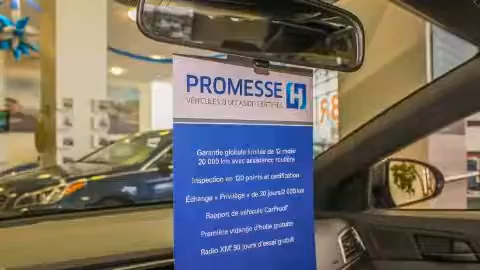 PROMESSE H
VÉHICULES D'OCCASION CERTIFIÉS
Garantie globale limitée de 12 mois/
20 000 km avec assistance routière
Inspection en 120 points et certification
Échange « Privilège » de 30 jours/2 000 km
Rapport de véhicule CarProof
Première vidange d'huile gratuite
Radio XM 90 jours d'essai gratuit